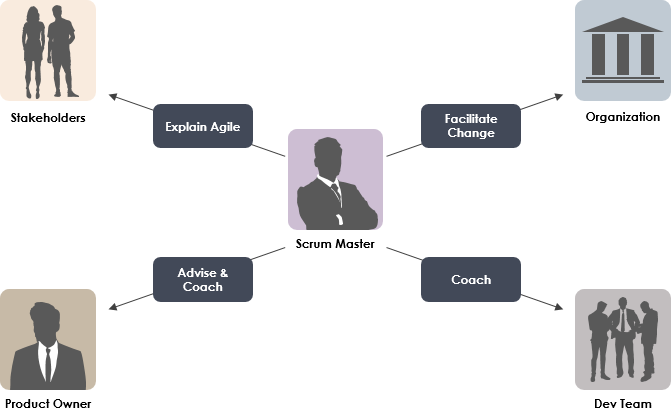 Stakeholders
Organization
Explain Agile
Facilitate
Change
Scrum Master
Advise &
Coach
Coach
Product Owner
Dev Team